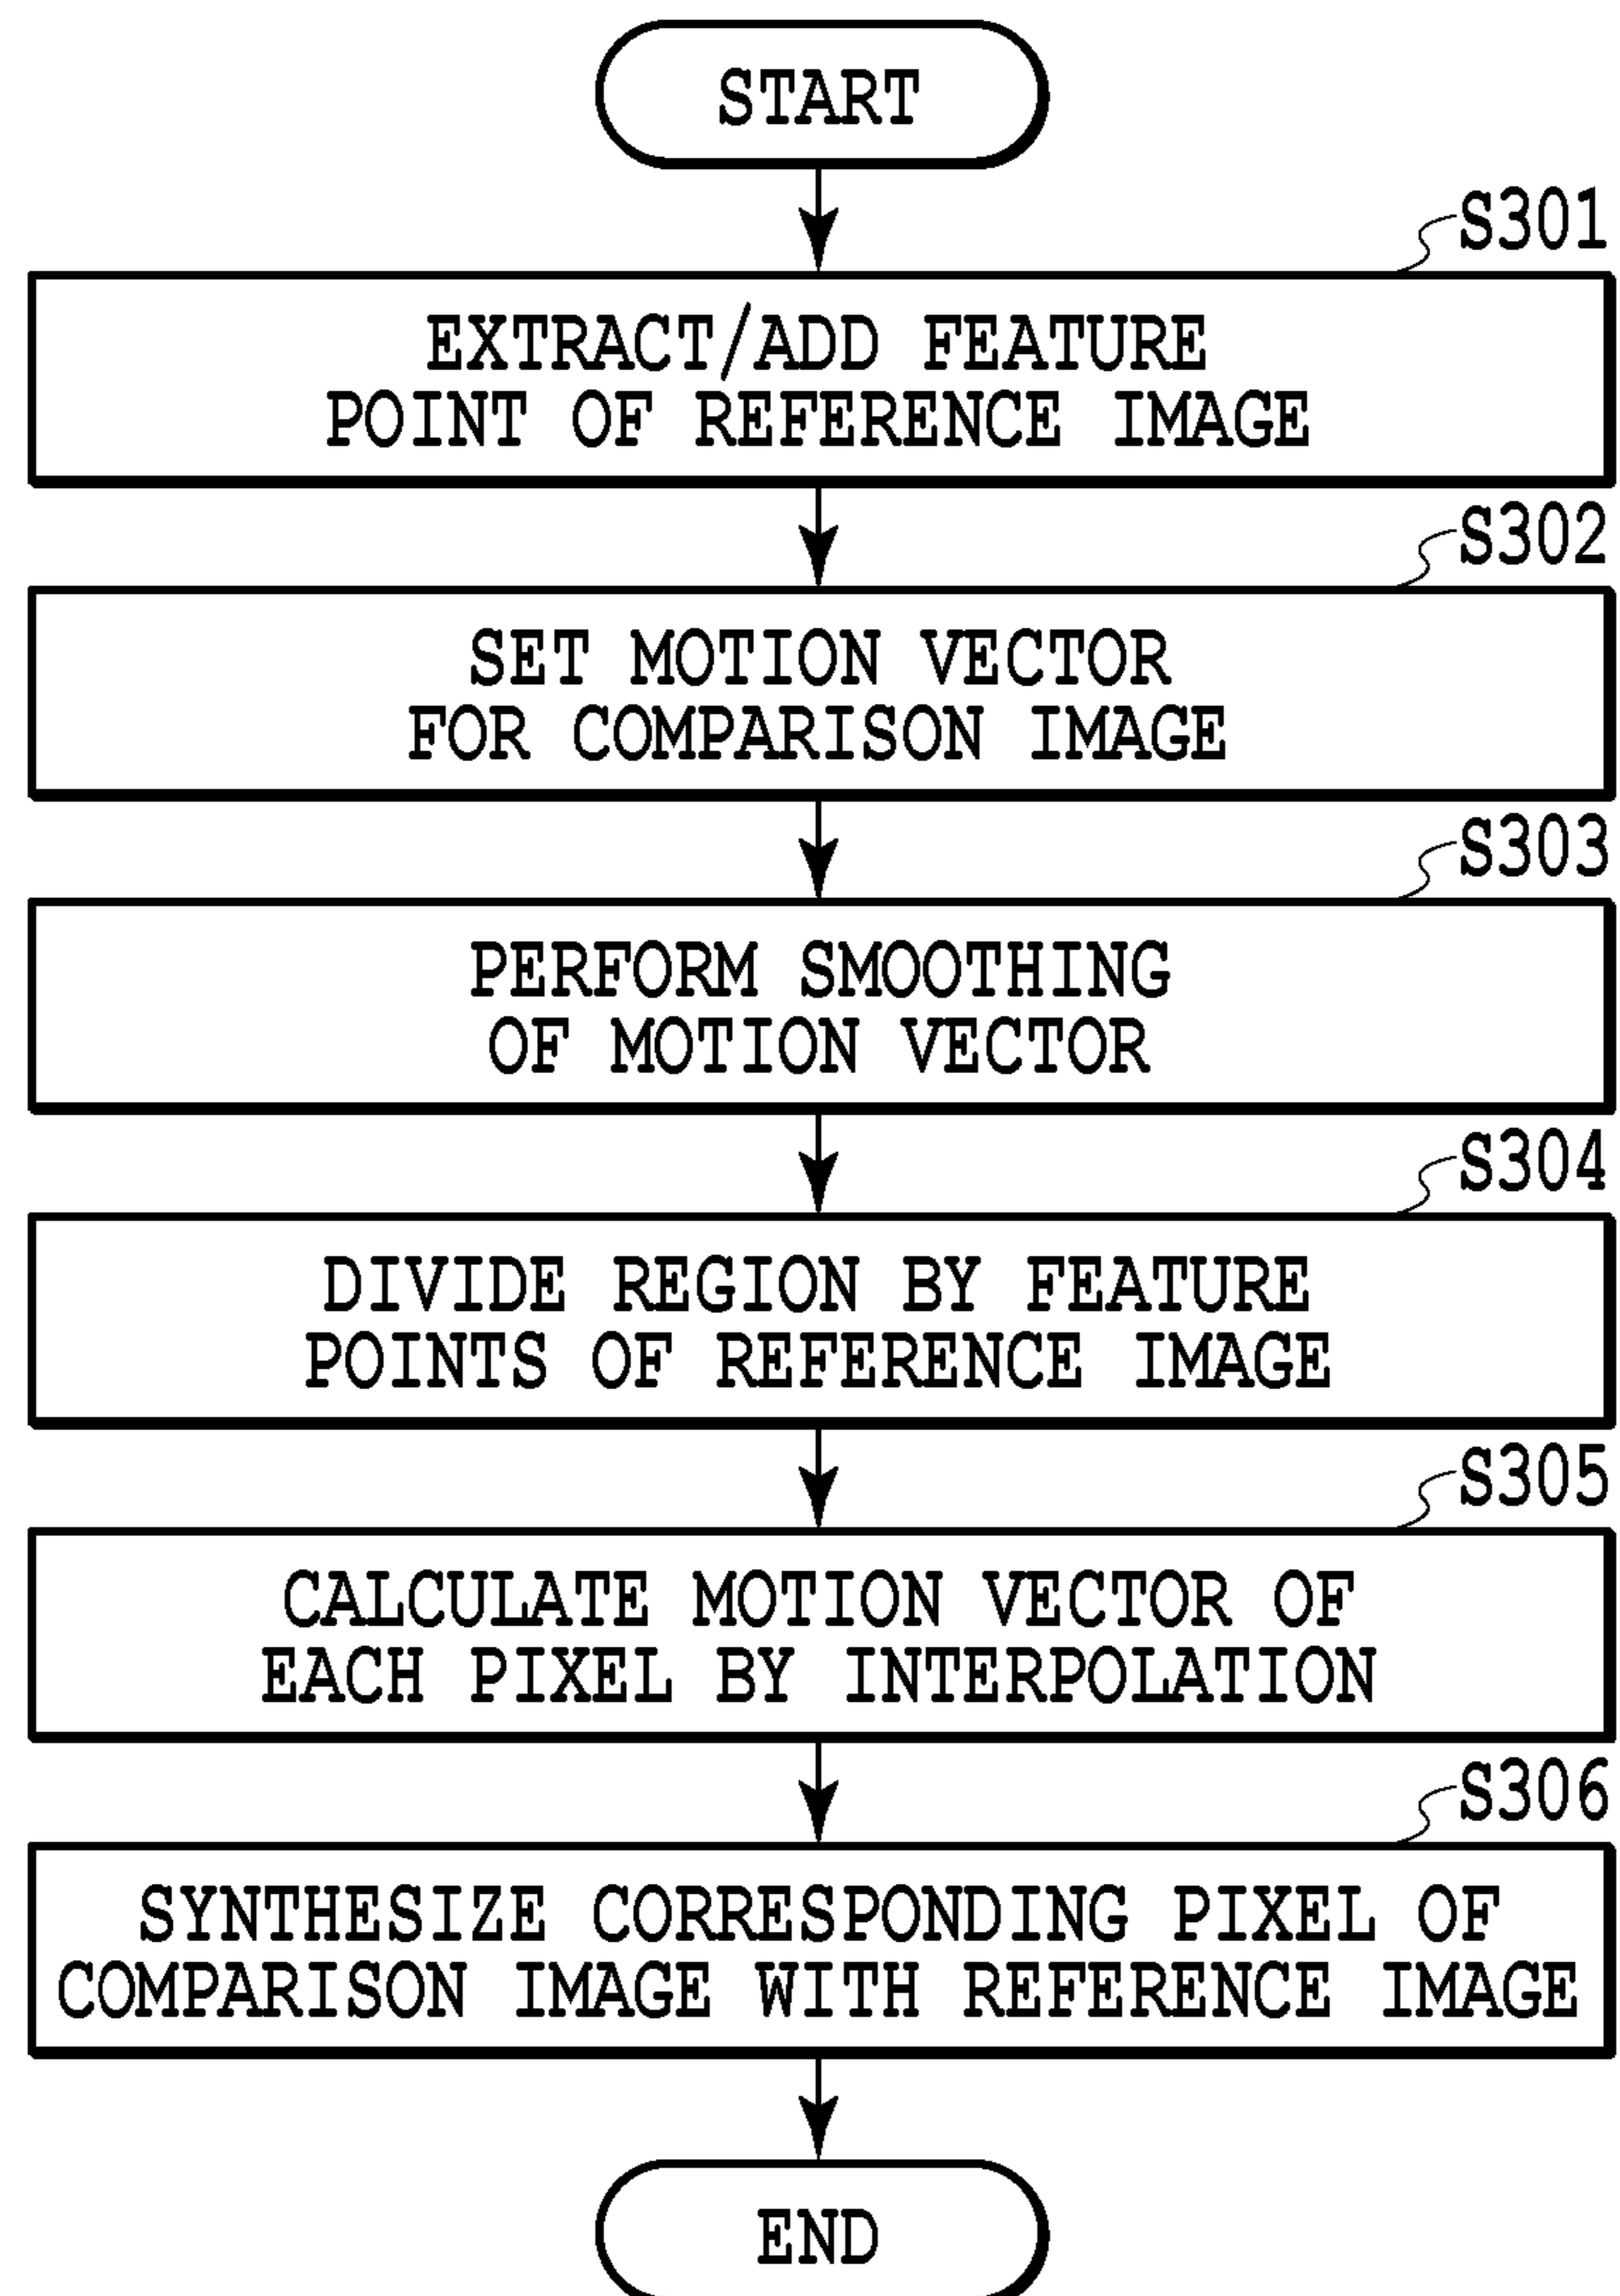 START
S301
EXTRACT/ADD FEATURE
POINT OF REFERENCE IMAGE
S302
SET MOTION VECTOR
FOR COMPARISON IMAGE
S303
PERFORM SMOOTHING
OF MOTION VECTOR
S304
DIVIDE REGION BY FEATURE
POINTS OF REFERENCE IMAGE
S305
CALCULATE MOTION VECTOR OF
EACH PIXEL BY INTERPOLATION
S306
SYNTHESIZE CORRESPONDING PIXEL OF
COMPARISON IMAGE WITH REFERENCE IMAGE
END